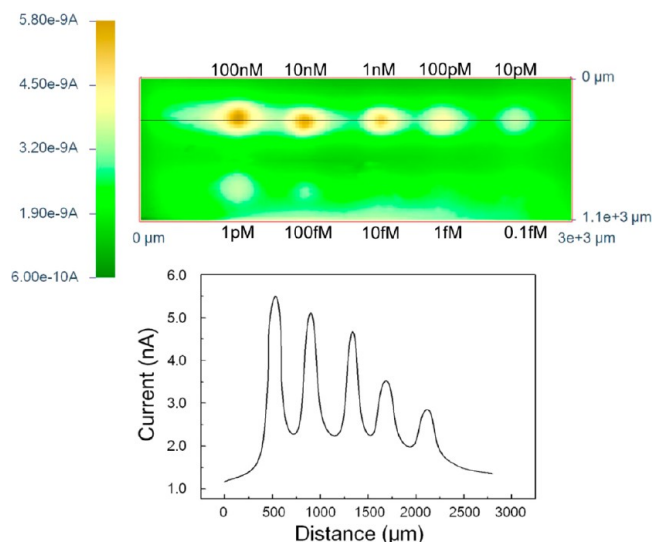 5.80e-9A
4.50e-9A
3.20e-9A
1.90e-9A
6.00e-10A
100nM 10nM 1nM 100pM 10pM
0 µm
1.1e+3 µm
0 µm
3e+3 µm
1pM 100fM 10fM 1fM 0.1fM
6.0
5.0
4.0
3.0
2.0
1.0
Current (nA)
0 500 1000 1500 2000 2500 3000
Distance (µm)